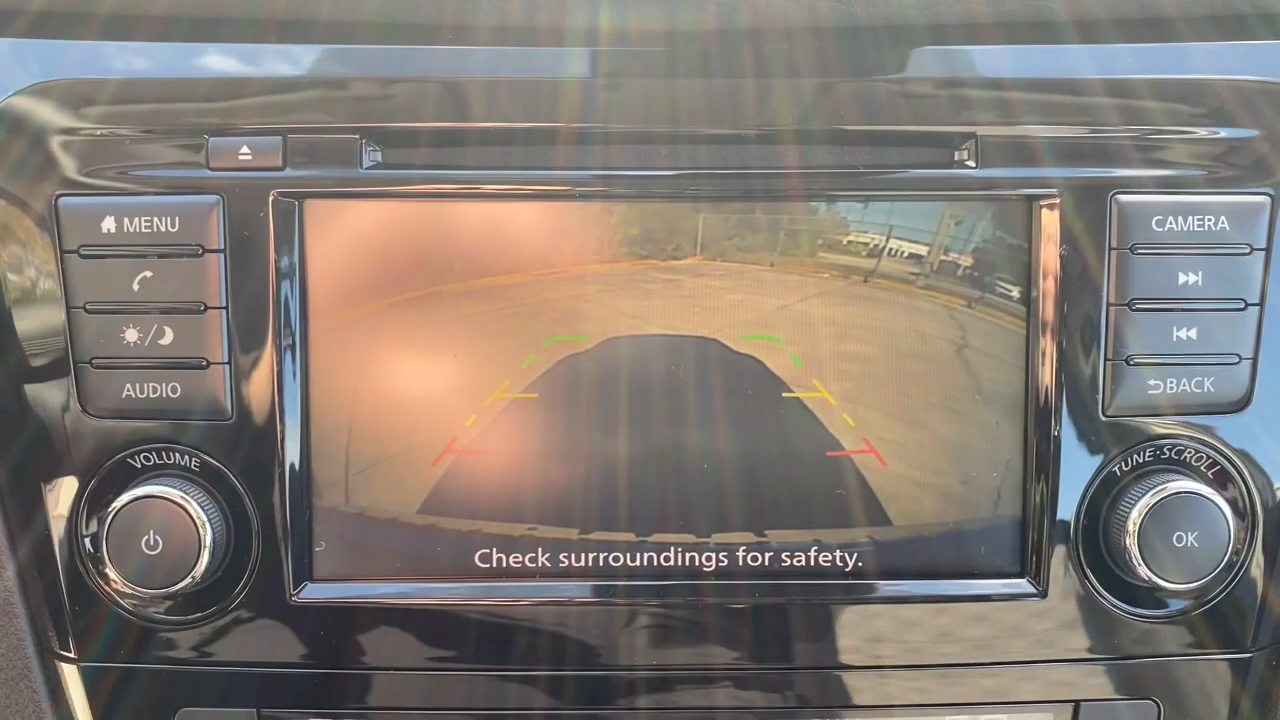 MENU
AUDIO
VOLUME
CAMERA
BACK
TUNE·SCROLL
OK
Check surroundings for safety.